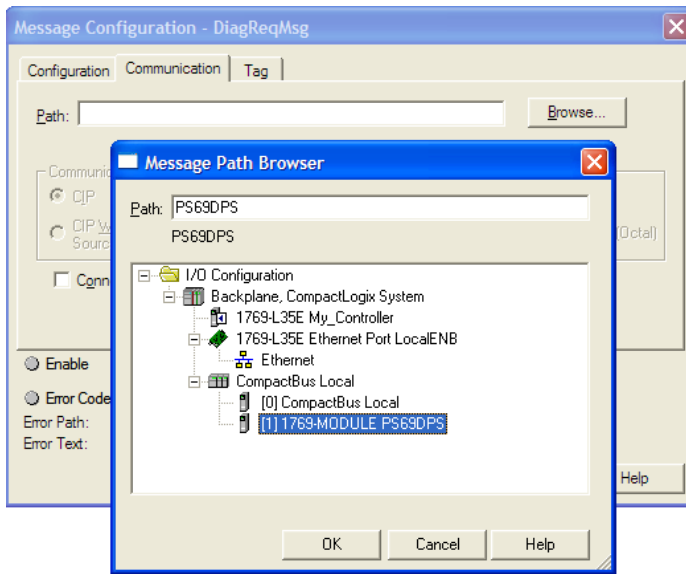 Message Configuration - DiagReqMsg
Configuration Communication Tag
Path: Browse...
Message Path Browser
Communic
CIP
Path: PS69DPS
CIP W
Sourc
PS69DPS
(Octal)
I/O Configuration
Conn
Backplane, CompactLogix System
1769-L35E My_Controller
1769-L35E Ethernet Port LocalENB
Ethernet
Enable
CompactBus Local
Error Code
[0] CompactBus Local
Error Path:
[1] 1769-MODULE PS69DPS
Error Text:
Help
OK Cancel Help